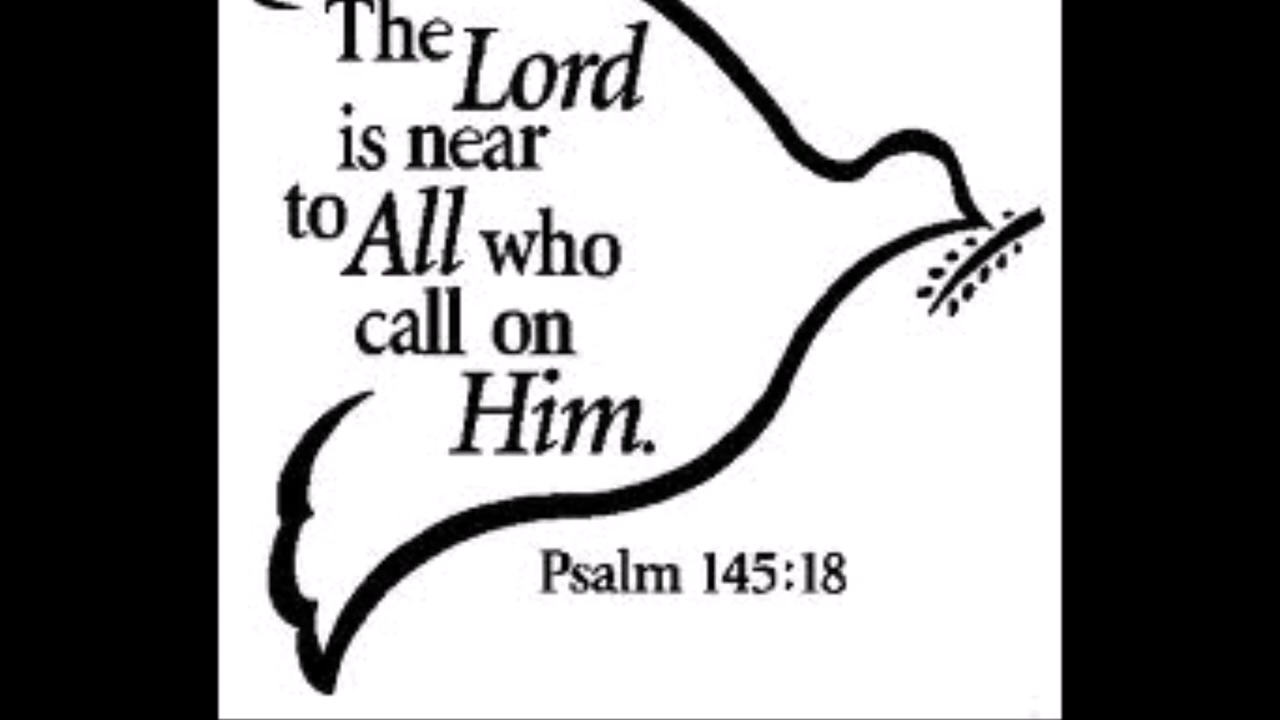 The Lord
is near
to All who
call on
Him.
Psalm 145:18